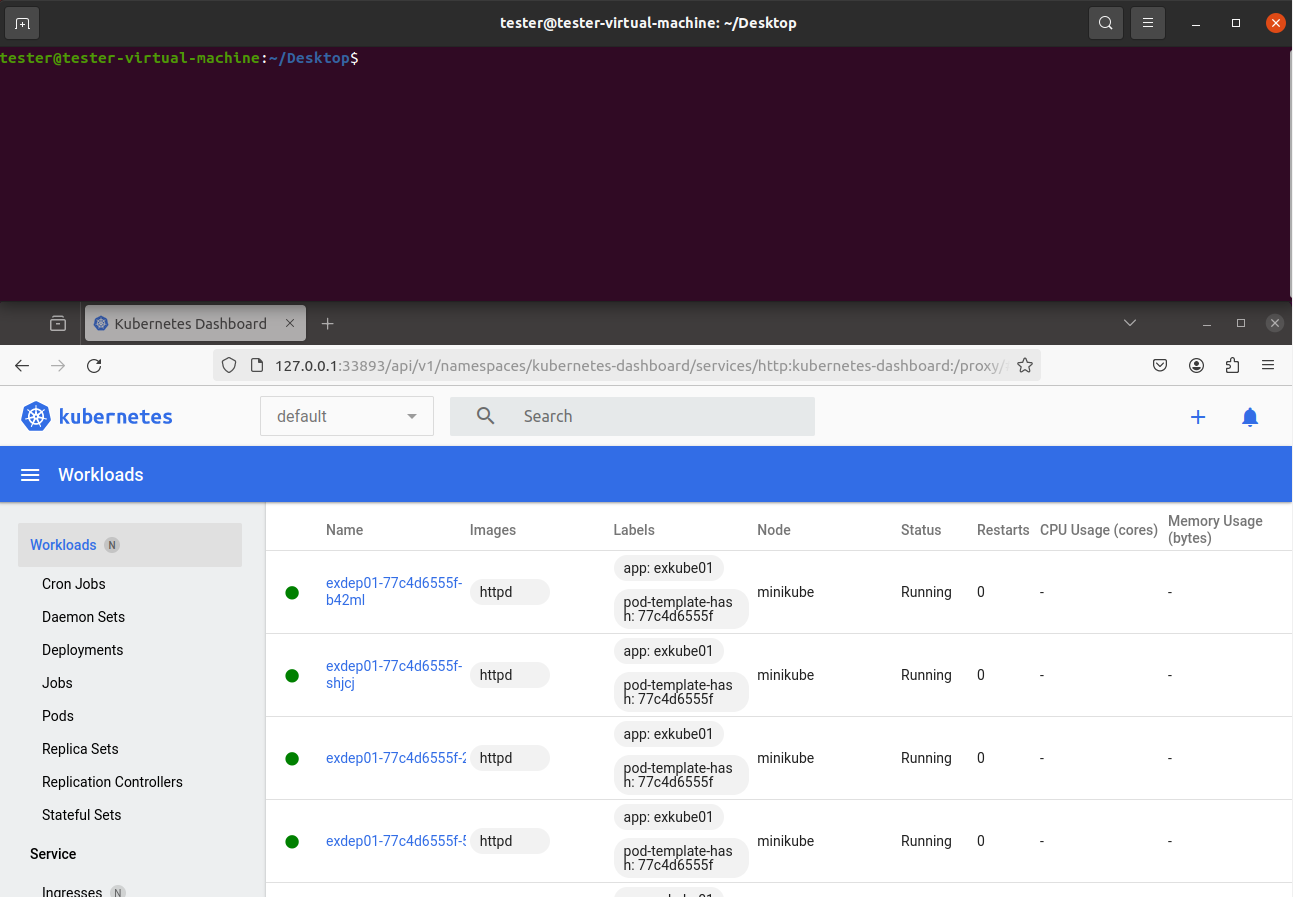 tester@tester-virtual-machine: ~/Desktop
tester@tester-virtual-machine:~/Desktop$
Kubernetes Dashboard
127.0.0.1:33893/api/v1/namespaces/kubernetes-dashboard/services/http:kubernetes-dashboard:/proxy/
kubernetes
default
Search
Workloads
Workloads N
Cron Jobs
Daemon Sets
Deployments
Jobs
Pods
Replica Sets
Replication Controllers
Stateful Sets
Service
Ingresses N
Name Images Labels Node Status Restarts CPU Usage (cores) Memory Usage
(bytes)
app: exkube01
exdep01-77c4d6555f-
b42ml
httpd minikube Running 0 - -
pod-template-has
h: 77c4d6555f
app: exkube01
exdep01-77c4d6555f-
shjcj
httpd minikube Running 0 - -
pod-template-has
h: 77c4d6555f
app: exkube01
exdep01-77c4d6555f-2 httpd minikube Running 0 - -
pod-template-has
h: 77c4d6555f
app: exkube01
exdep01-77c4d6555f-5 httpd minikube Running 0 - -
pod-template-has
h: 77c4d6555f